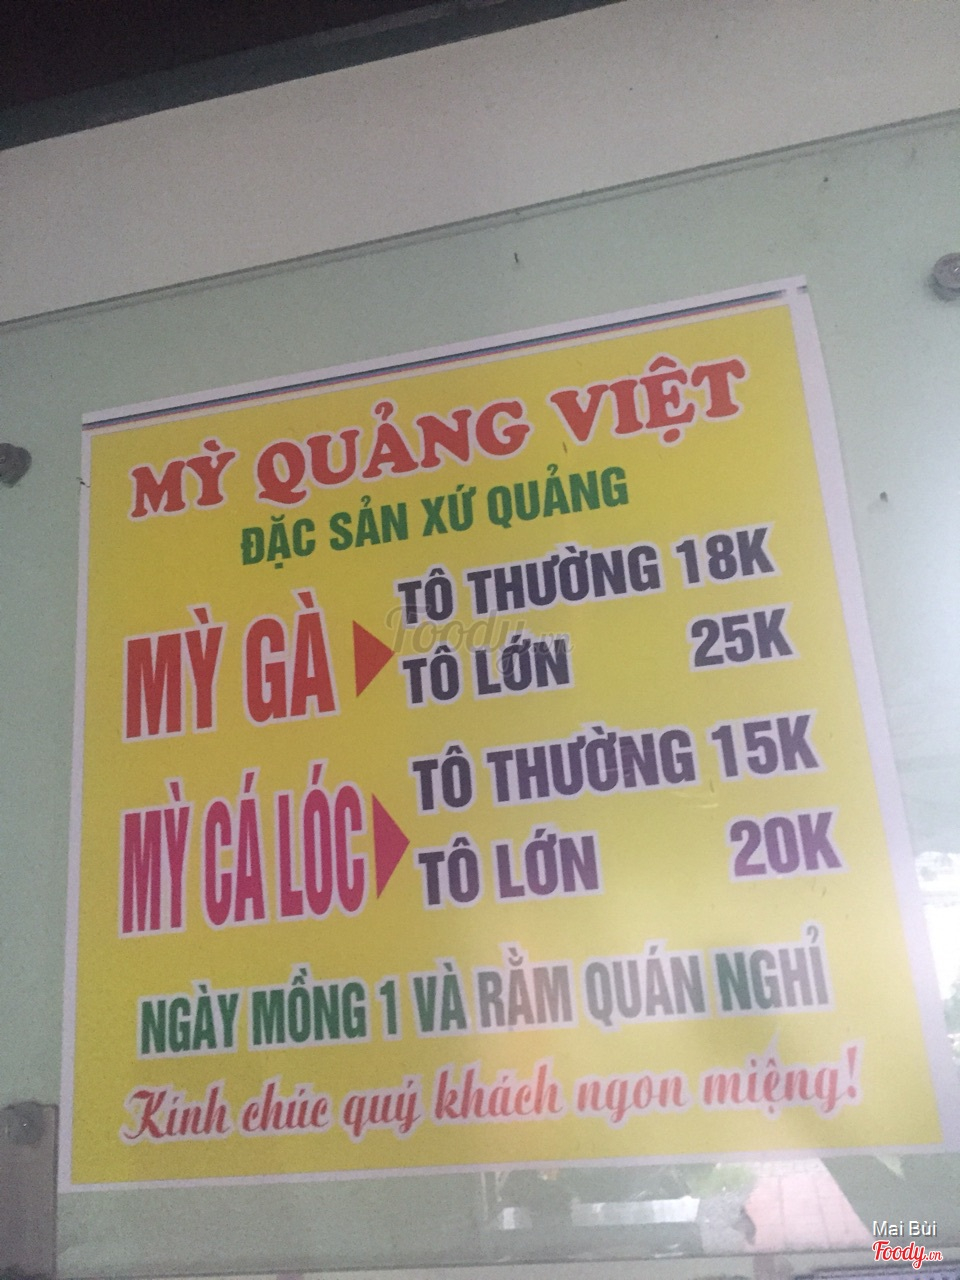 MỲ QUẢNG VIỆT
ĐẶC SẢN XỨ QUẢNG
MỲ GÀ
TÔ THƯỜNG 18K
TÔ LỚN 25K
MỲ CÁ LÓC
TÔ THƯỜNG 15K
TÔ LỚN 20K
NGÀY MỒNG 1 VÀ RẰM QUÁN NGHỈ
Kính chúc quý khách ngon miệng!
Foody.vn
Mai Bùi
Foody.vn